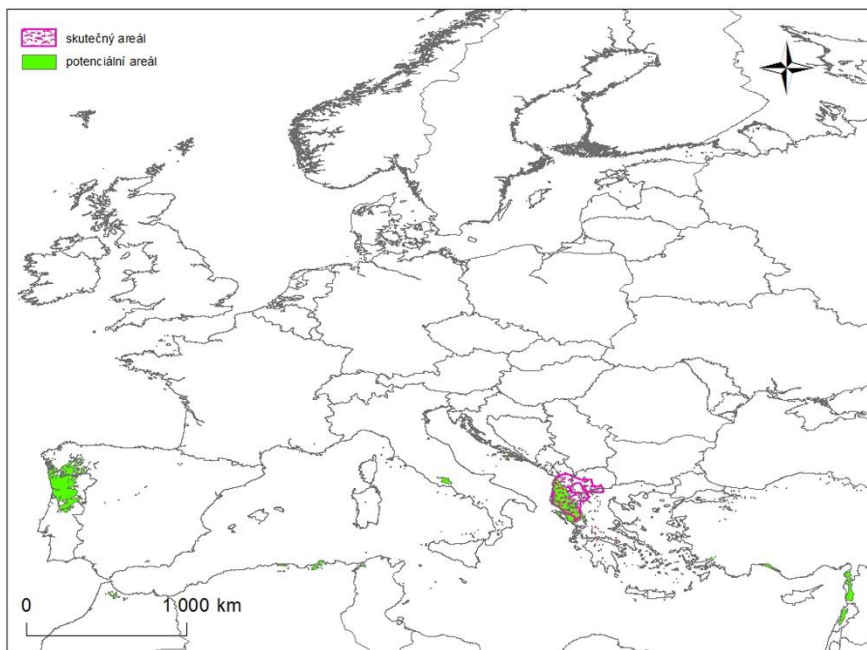 skutečný areál
potenciální areál
0 1 000 km